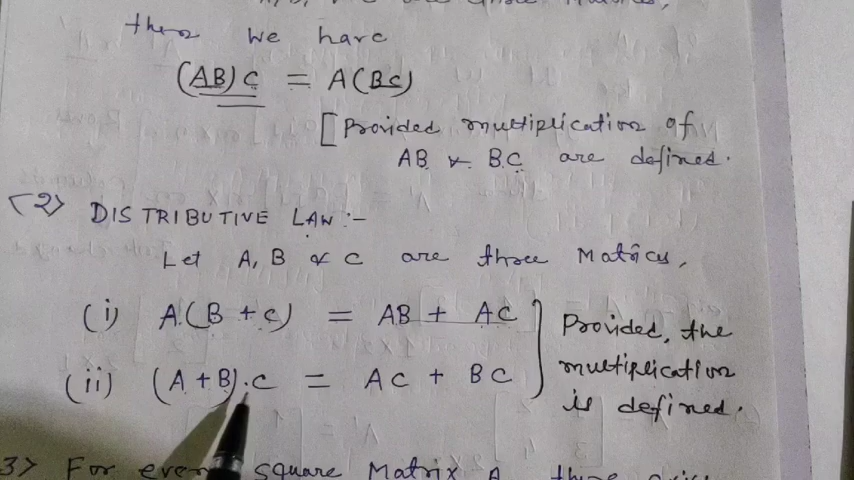 then we have
(AB)C = A(BC)
[Provided multiplication of
AB & BC are defined.
(2) DISTRIBUTIVE LAW:-
Let A, B & C are three Matrices,
(i) A(B + C) = AB + AC } Provided, the
multiplication
(ii) (A + B)·C = AC + BC
is defined.
3) For every square Matrix A, there